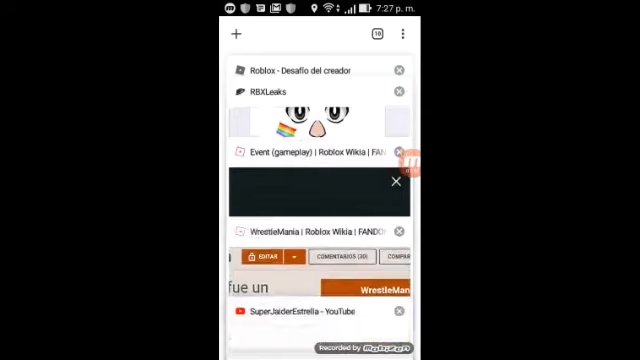 7:27 p.m.
10
Roblox - Desafío del creador
RBXLeaks
Event (gameplay) | Roblox Wikia | FAN
WrestleMania | Roblox Wikia | FANDO
EDITAR
COMENTARIOS (30)
COMPAR
fue un
WrestleMan
SuperJaiderEstrella - YouTube
Recorded by Mobizen